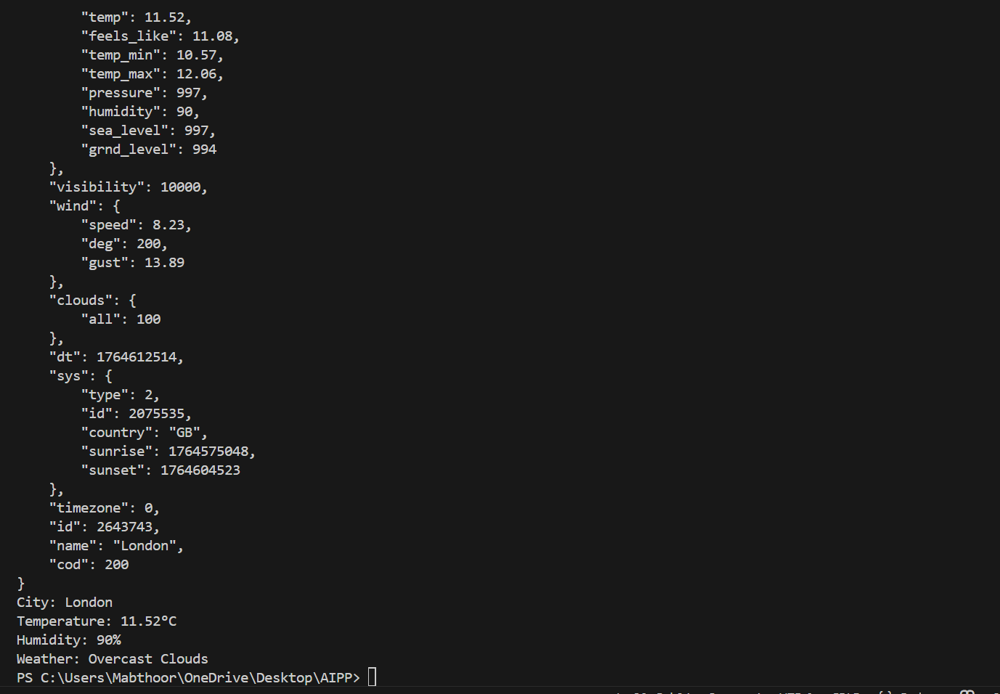 "temp": 11.52,
"feels_like": 11.08,
"temp_min": 10.57,
"temp_max": 12.06,
"pressure": 997,
"humidity": 90,
"sea_level": 997,
"grnd_level": 994
},
"visibility": 10000,
"wind": {
"speed": 8.23,
"deg": 200,
"gust": 13.89
},
"clouds": {
"all": 100
},
"dt": 1764612514,
"sys": {
"type": 2,
"id": 2075535,
"country": "GB",
"sunrise": 1764575048,
"sunset": 1764604523
},
"timezone": 0,
"id": 2643743,
"name": "London",
"cod": 200
}
City: London
Temperature: 11.52°C
Humidity: 90%
Weather: Overcast Clouds
PS C:\Users\Mabthoor\OneDrive\Desktop\AIPP>